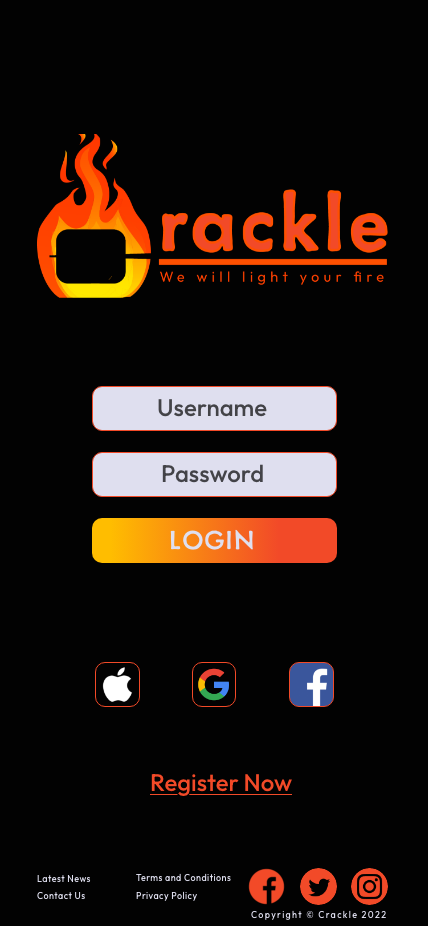 rackle
We will light your fire
Username
Password
LOGIN
Register Now
Latest News
Terms and Conditions
Contact Us
Privacy Policy
Copyright © Crackle 2022